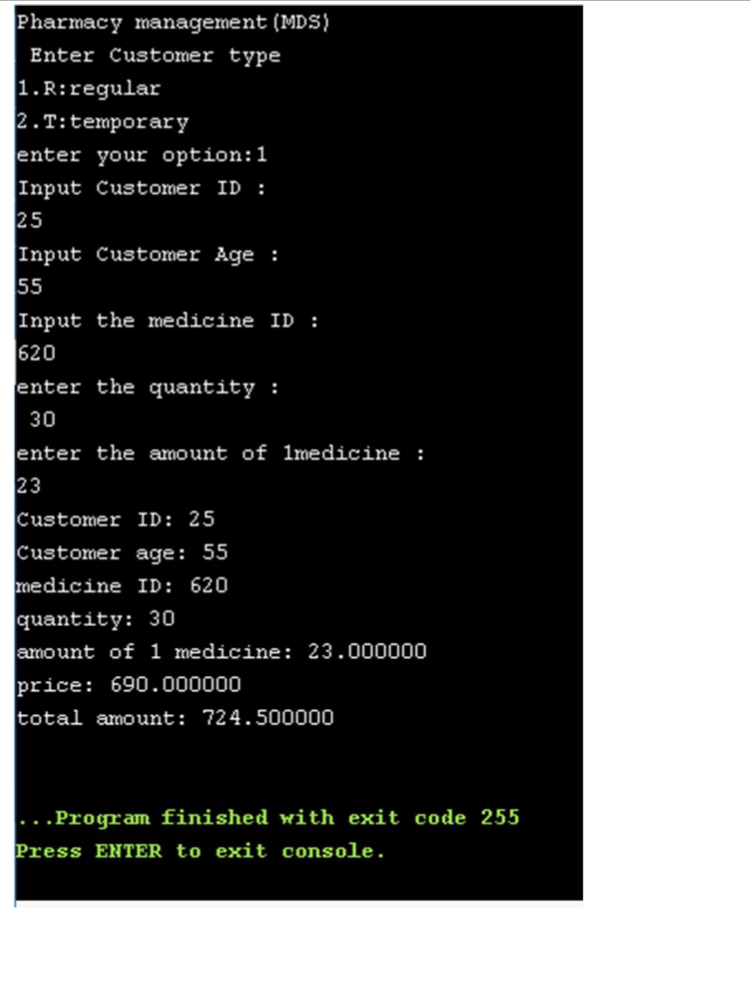 Pharmacy management(MDS)
Enter Customer type
1.R:regular
2.T:temporary
enter your option:1
Input Customer ID :
25
Input Customer Age :
55
Input the medicine ID :
620
enter the quantity :
30
enter the amount of 1medicine :
23
Customer ID: 25
Customer age: 55
medicine ID: 620
quantity: 30
amount of 1 medicine: 23.000000
price: 690.000000
total amount: 724.500000
...Program finished with exit code 255
Press ENTER to exit console.